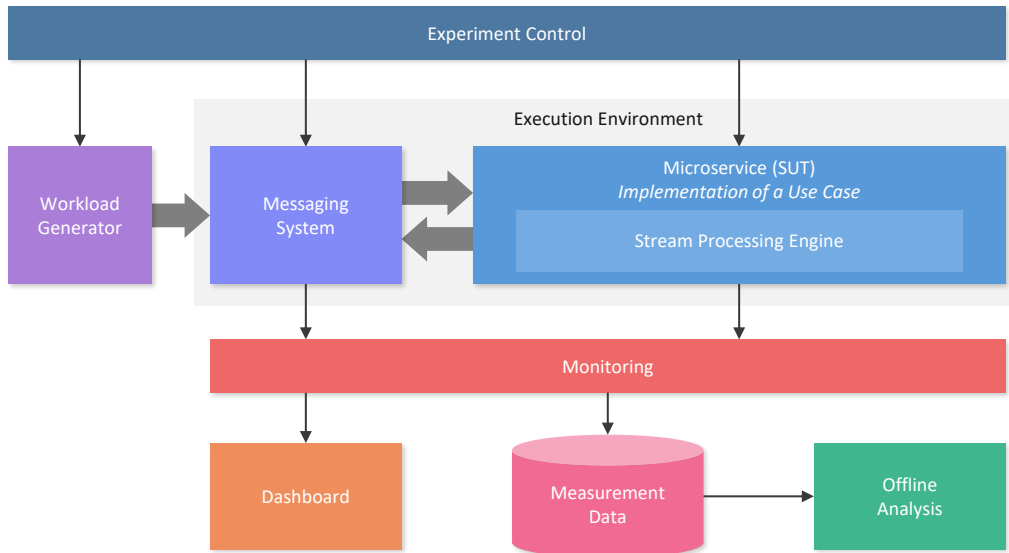 Experiment Control
Execution Environment
Workload
Generator
Messaging
System
Microservice (SUT)
Implementation of a Use Case
Stream Processing Engine
Monitoring
Dashboard
Measurement
Data
Offline
Analysis